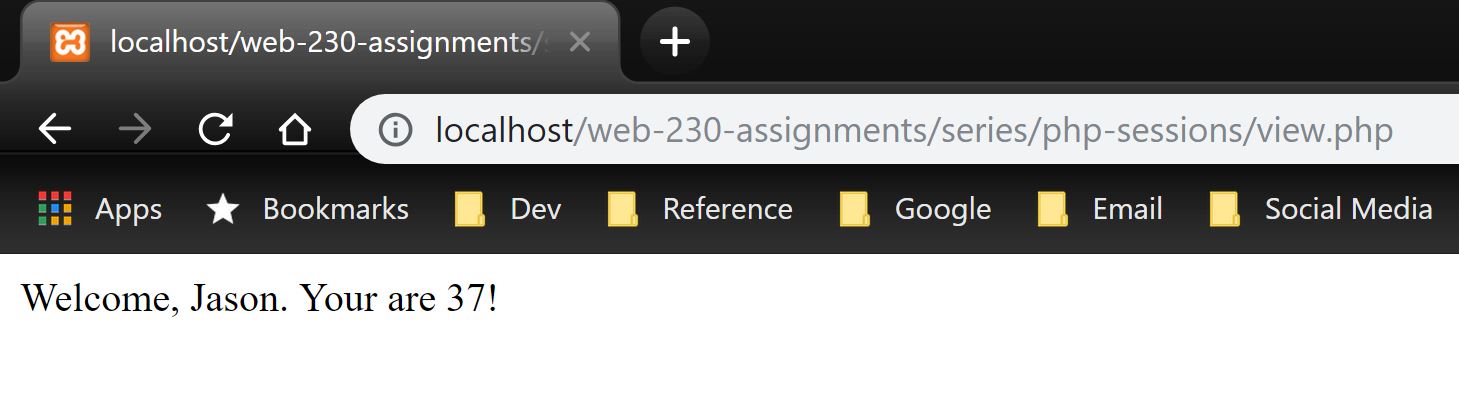 localhost/web-230-assignments/
localhost/web-230-assignments/series/php-sessions/view.php
Apps Bookmarks Dev Reference Google Email Social Media
Welcome, Jason. Your are 37!